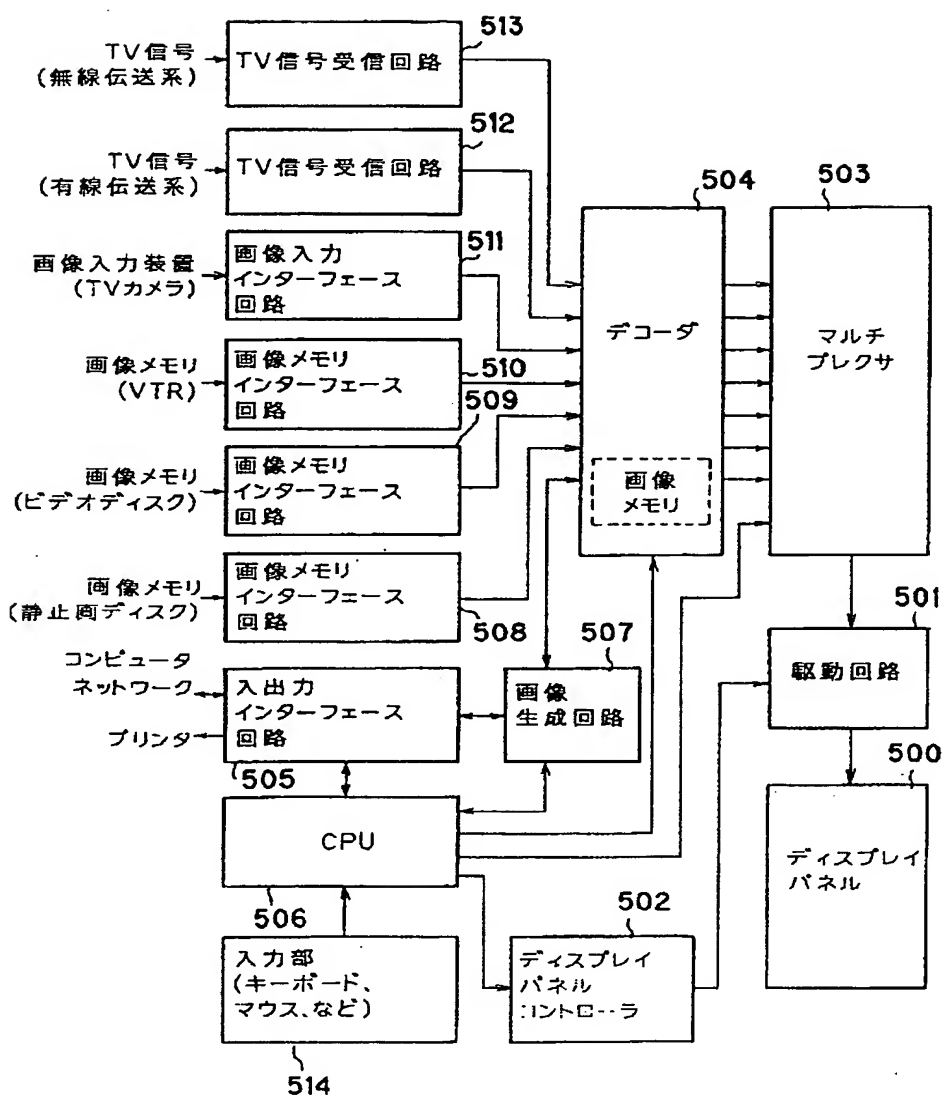 513
TV信号
(無線伝送系)
TV信号受信回路
512
TV信号
(有線伝送系)
TV信号受信回路
504
503
511
画像入力装置
(TVカメラ)
画像入力
インターフェース
回路
デコーダ
マルチ
プレクサ
画像メモリ
(VTR)
画像メモリ
インターフェース
回路
510
509
画像メモリ
(ビデオディスク)
画像メモリ
インターフェース
回路
画像
メモリ
画像メモリ
(静止画ディスク)
画像メモリ
インターフェース
回路
508
507
501
コンピュータ
ネットワーク
プリンタ
入出力
インターフェース
回路
画像
生成回路
駆動回路
505
500
CPU
ディスプレイ
パネル
506
502
入力部
(キーボード、
マウス、など)
ディスプレイ
パネル
コントローラ
514